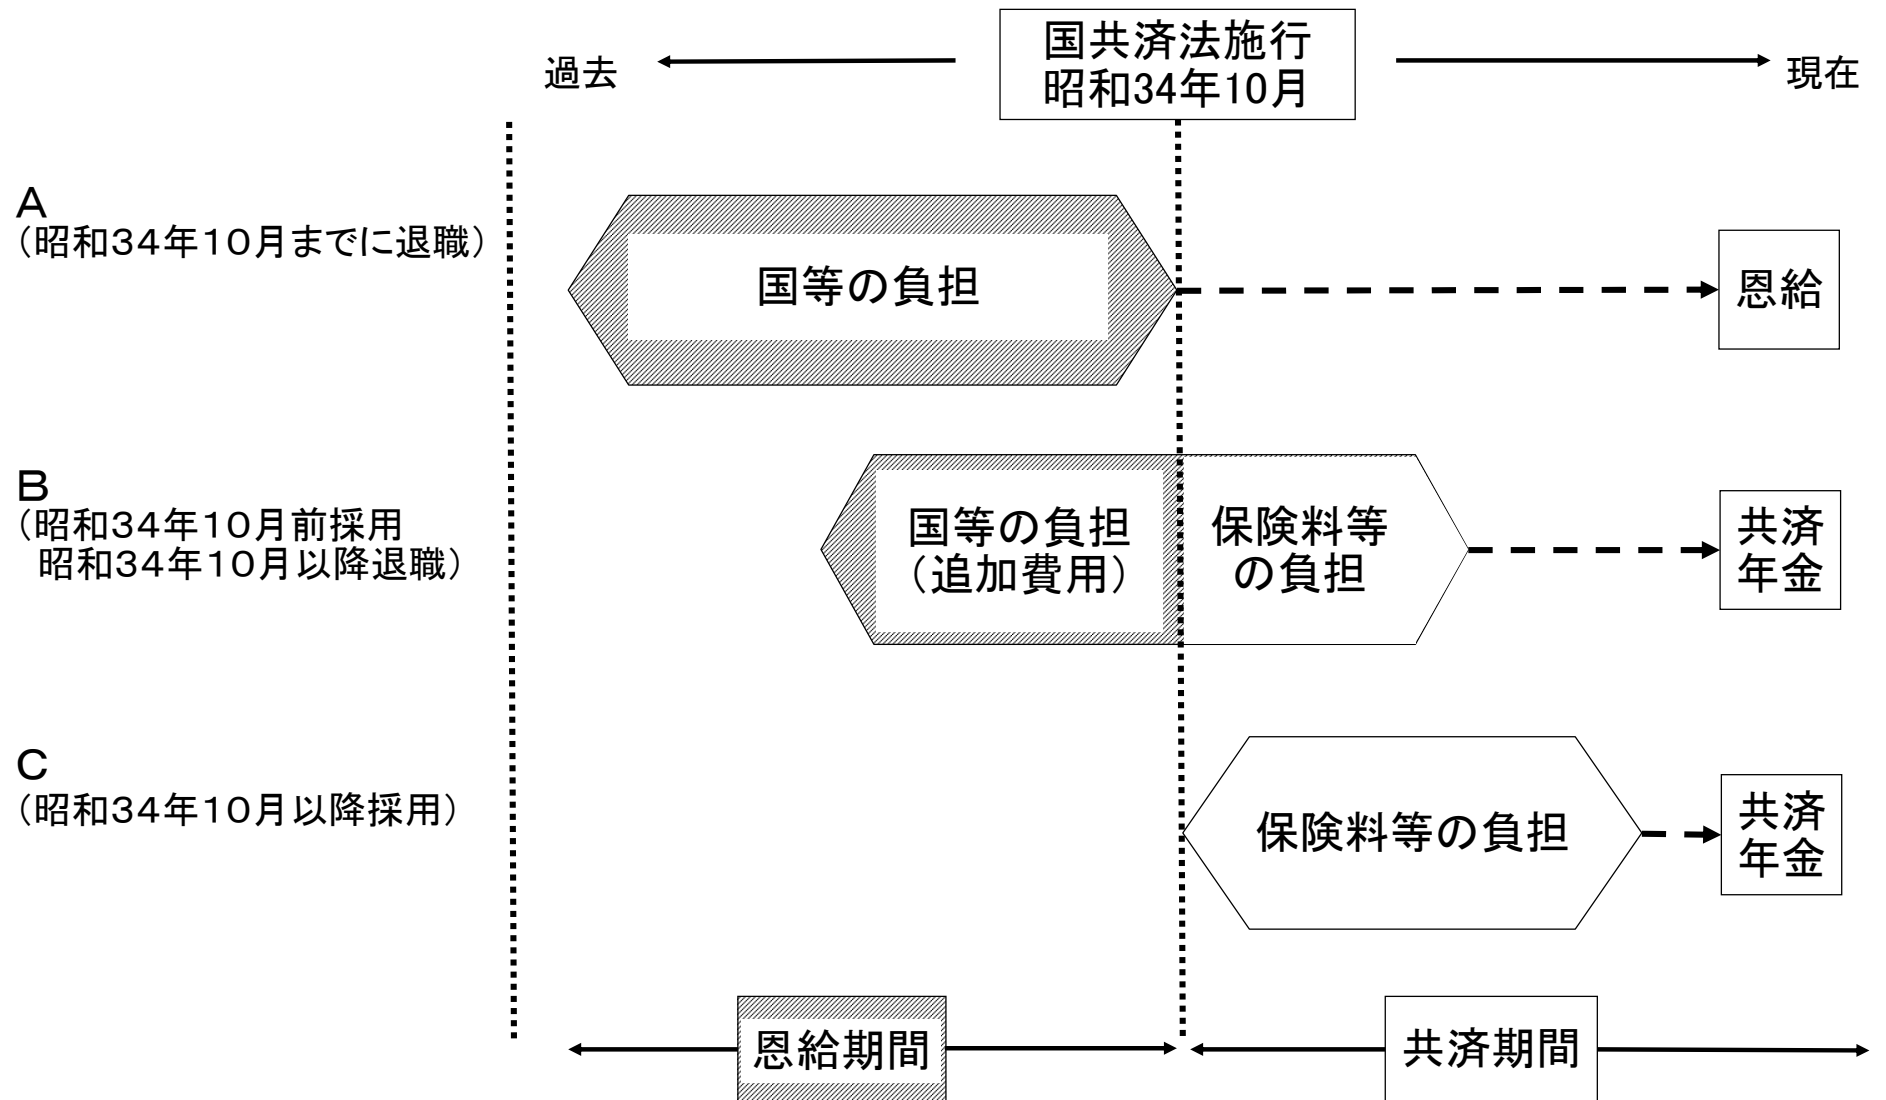 国共済法施行
昭和34年10月
過去
現在
A
（昭和34年10月までに退職）
国等の負担
恩給
B
（昭和34年10月前採用
昭和34年10月以降退職）
国等の負担
（追加費用）
保険料等
の負担
共済
年金
C
（昭和34年10月以降採用）
保険料等の負担
共済
年金
恩給期間
共済期間